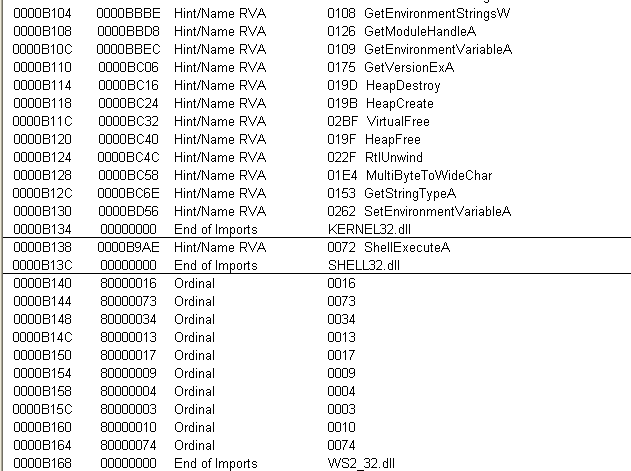 0000B104 0000BBBE Hint/Name RVA 0108 GetEnvironmentStringsW
0000B108 0000BBD8 Hint/Name RVA 0126 GetModuleHandleA
0000B10C 0000BBEC Hint/Name RVA 0109 GetEnvironmentVariableA
0000B110 0000BC06 Hint/Name RVA 0175 GetVersionExA
0000B114 0000BC16 Hint/Name RVA 019D HeapDestroy
0000B118 0000BC24 Hint/Name RVA 019B HeapCreate
0000B11C 0000BC32 Hint/Name RVA 02BF VirtualFree
0000B120 0000BC40 Hint/Name RVA 019F HeapFree
0000B124 0000BC4C Hint/Name RVA 022F RtlUnwind
0000B128 0000BC58 Hint/Name RVA 01E4 MultiByteToWideChar
0000B12C 0000BC6E Hint/Name RVA 0153 GetStringTypeA
0000B130 0000BD56 Hint/Name RVA 0262 SetEnvironmentVariableA
0000B134 00000000 End of Imports KERNEL32.dll
0000B138 0000B9AE Hint/Name RVA 0072 ShellExecuteA
0000B13C 00000000 End of Imports SHELL32.dll
0000B140 80000016 Ordinal 0016
0000B144 80000073 Ordinal 0073
0000B148 80000034 Ordinal 0034
0000B14C 80000013 Ordinal 0013
0000B150 80000017 Ordinal 0017
0000B154 80000009 Ordinal 0009
0000B158 80000004 Ordinal 0004
0000B15C 80000003 Ordinal 0003
0000B160 80000010 Ordinal 0010
0000B164 80000074 Ordinal 0074
0000B168 00000000 End of Imports WS2_32.dll